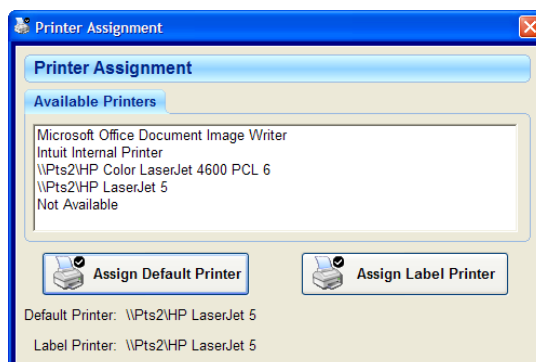 Printer Assignment
Printer Assignment
Available Printers
Microsoft Office Document Image Writer
Intuit Internal Printer
\\Pts2\HP Color LaserJet 4600 PCL 6
\\Pts2\HP LaserJet 5
Not Available
Assign Default Printer
Assign Label Printer
Default Printer: \\Pts2\HP LaserJet 5
Label Printer: \\Pts2\HP LaserJet 5